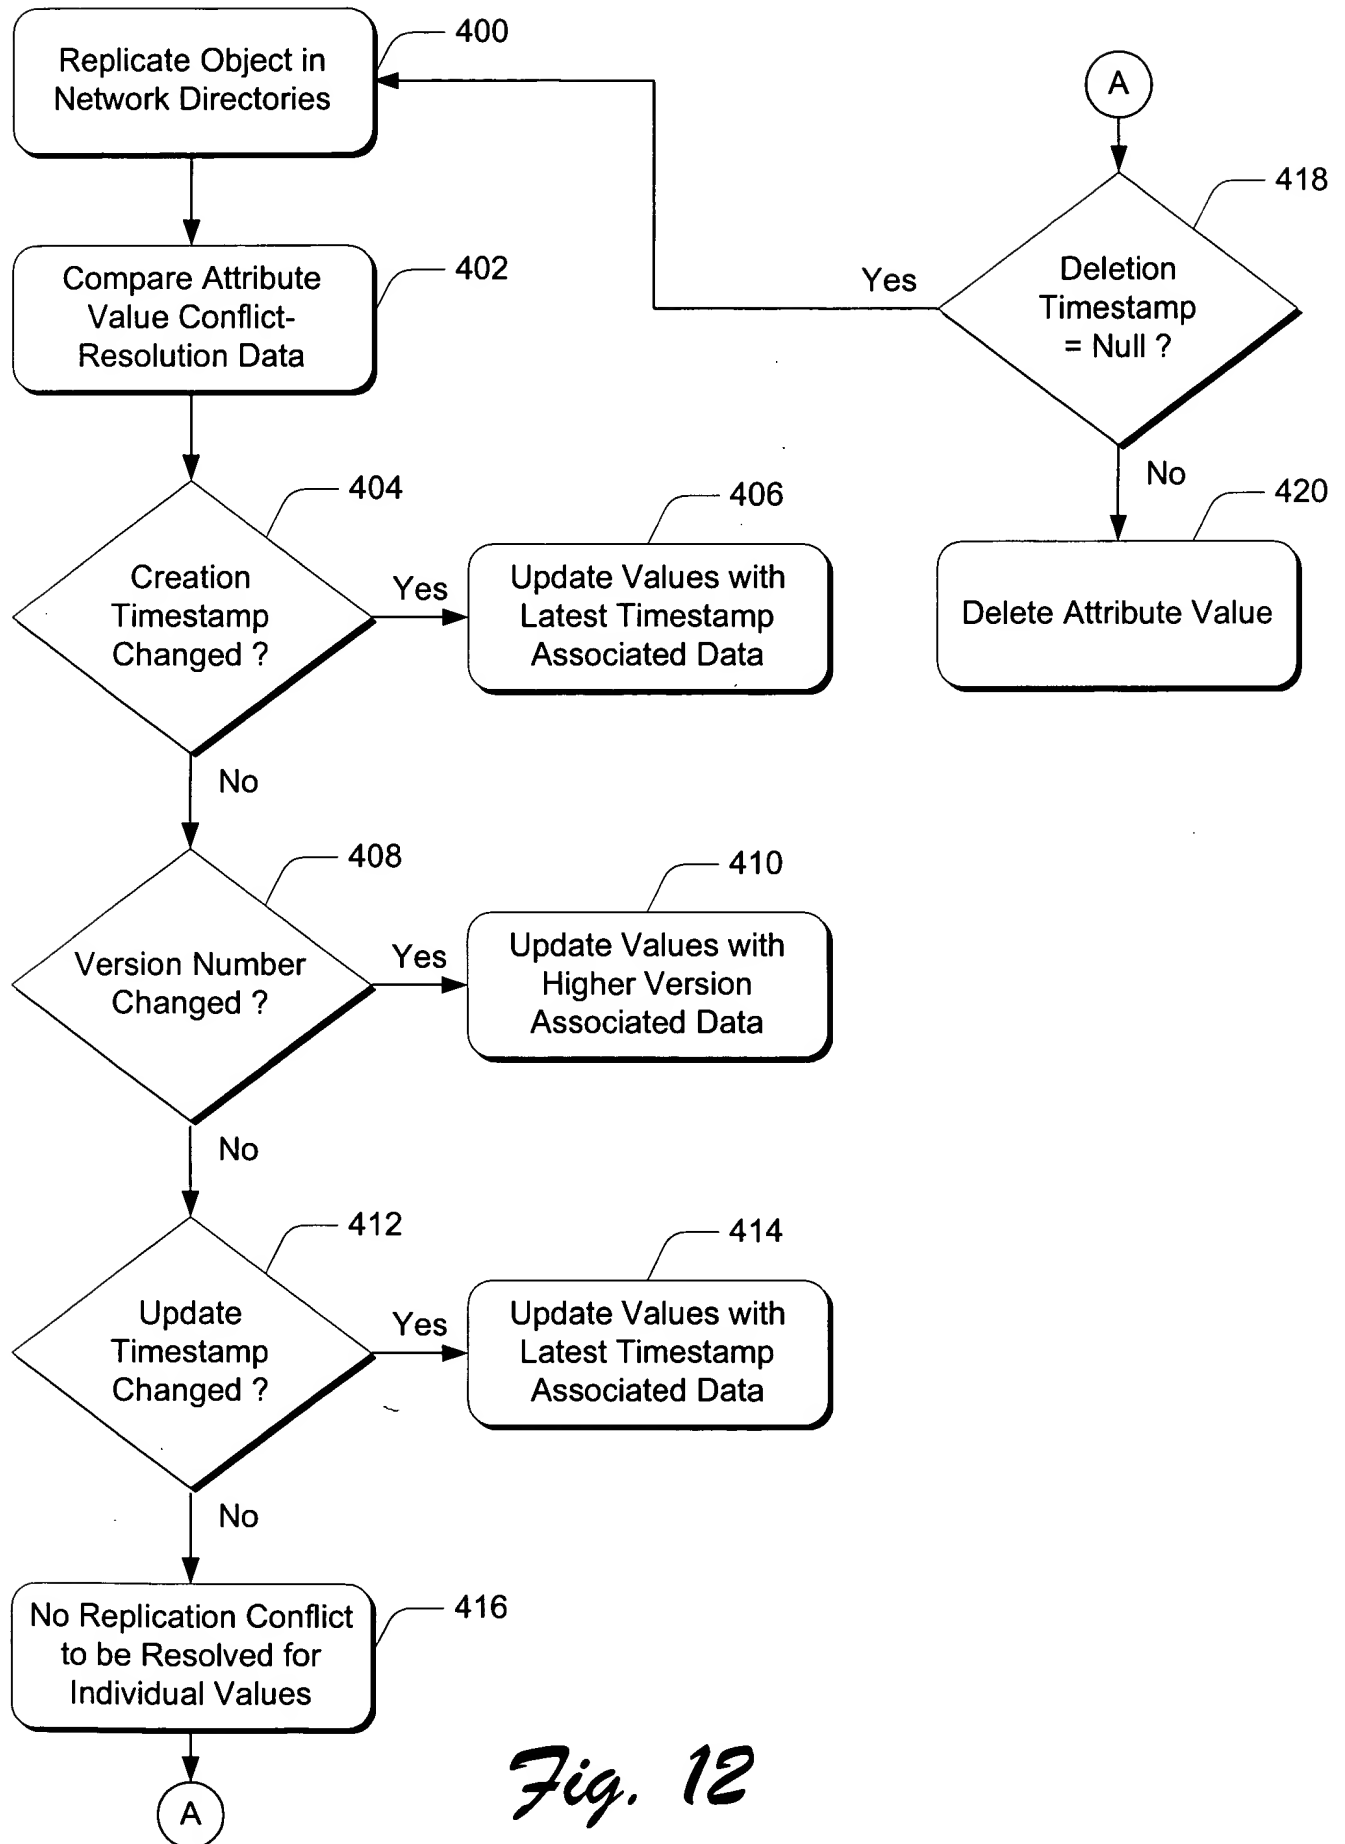 400
Replicate Object in
Network Directories
402
Compare Attribute
Value Conflict-
Resolution Data
404
Creation
Timestamp
Changed ?
Yes
406
Update Values with
Latest Timestamp
Associated Data
No
408
Version Number
Changed ?
Yes
410
Update Values with
Higher Version
Associated Data
No
412
Update
Timestamp
Changed ?
Yes
414
Update Values with
Latest Timestamp
Associated Data
No
416
No Replication Conflict
to be Resolved for
Individual Values
A
A
418
Deletion
Timestamp
= Null ?
Yes
No
420
Delete Attribute Value
Fig. 12